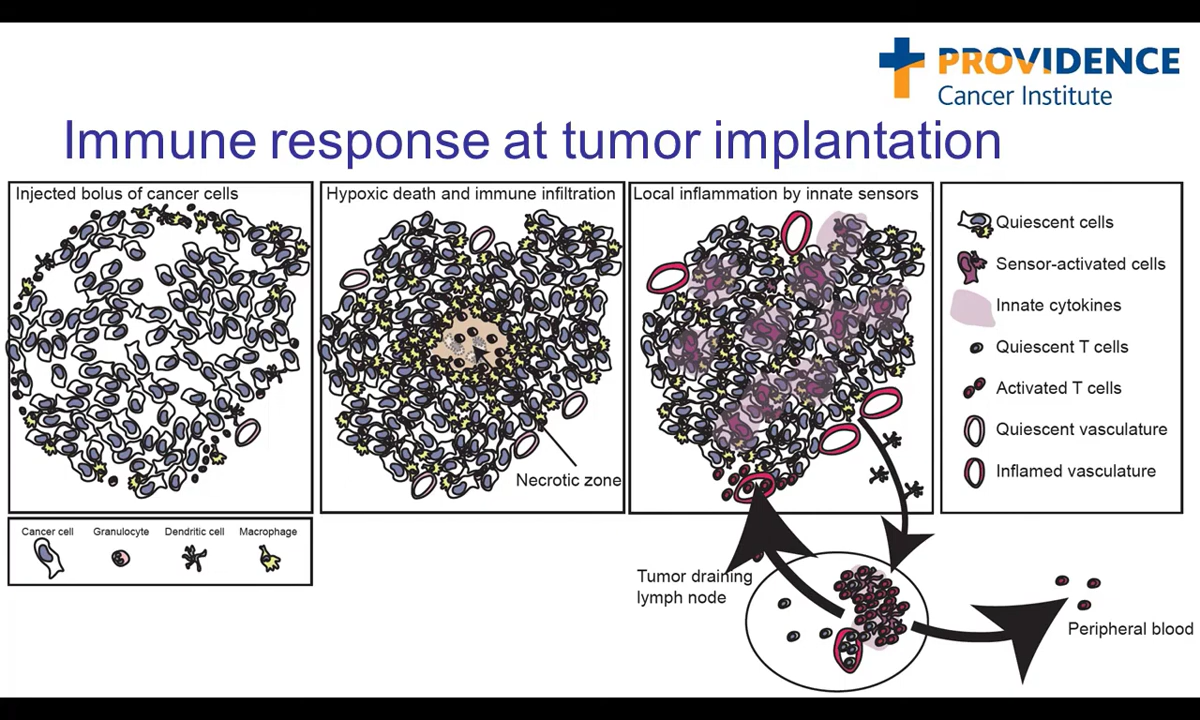 PROVIDENCE
Cancer Institute
Immune response at tumor implantation
Injected bolus of cancer cells
Hypoxic death and immune infiltration
Local inflammation by innate sensors
Quiescent cells
Sensor-activated cells
Innate cytokines
Quiescent T cells
Activated T cells
Quiescent vasculature
Inflamed vasculature
Necrotic zone
Cancer cell
Granulocyte
Dendritic cell
Macrophage
Tumor draining
lymph node
Peripheral blood